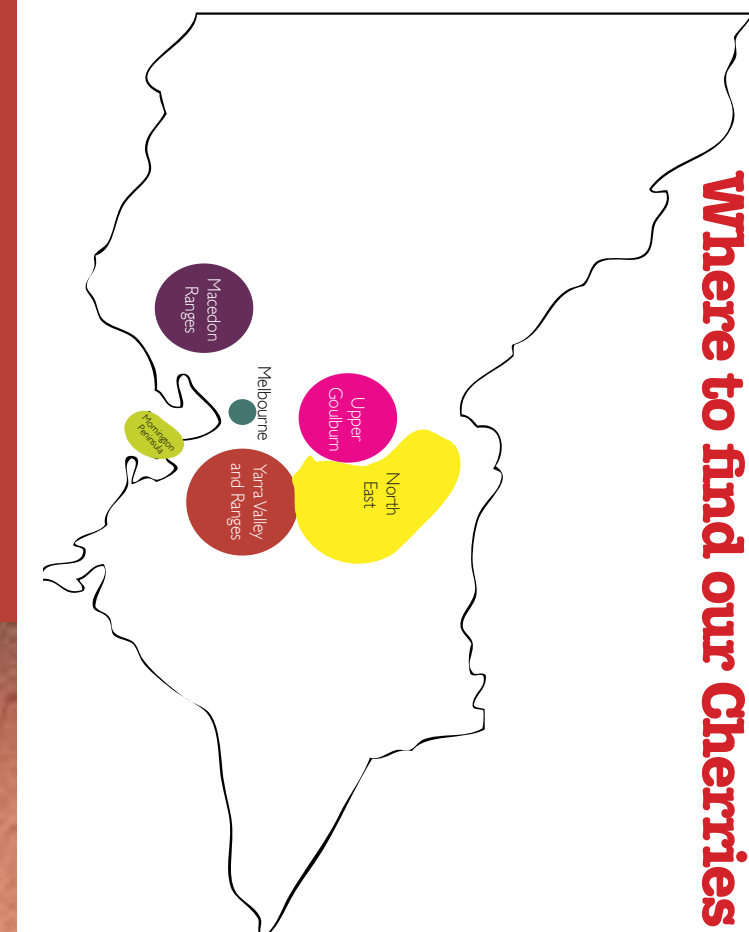 Where to find our Cherries
Macedon
Ranges
Melbourne
Upper
Goulburn
North
East
Mornington
Peninsula
Yarra Valley
and Ranges